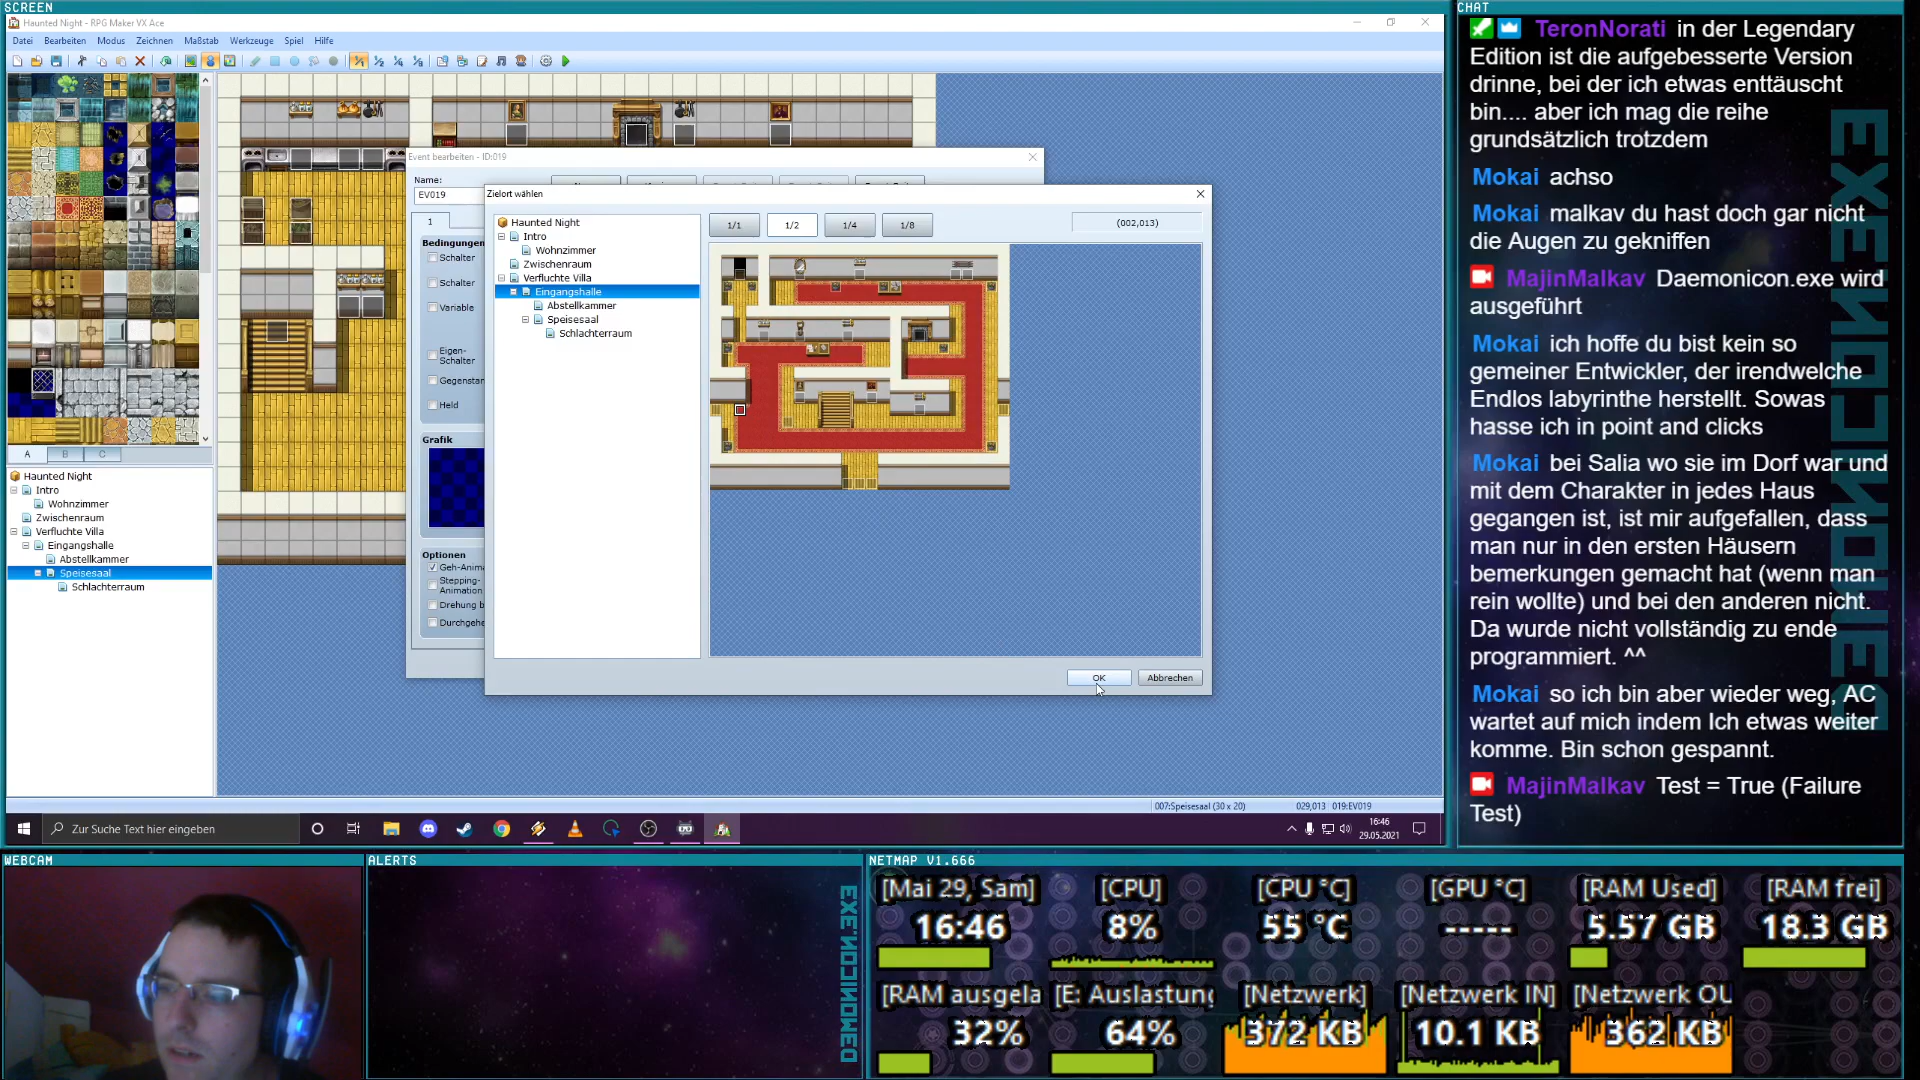 SCREEN
Haunted Night - RPG Maker VX Ace
Datei Bearbeiten Modus Zeichnen Maßstab Werkzeuge Spiel Hilfe
A B C
Haunted Night
Intro
Wohnzimmer
Zwischenraum
Verfluchte Villa
Eingangshalle
Abstellkammer
Speisesaal
Schlachterraum
Event bearbeiten - ID:019
Name:
EV019
1
Bedingungen
Schalter
Schalter
Variable
Eigen-
Schalter
Gegenstan
Held
Grafik
Optionen
Geh-Anima
Stepping-
Animation
Drehung b
Durchgehe
Zielort wählen
Haunted Night
Intro
Wohnzimmer
Zwischenraum
Verfluchte Villa
Eingangshalle
Abstellkammer
Speisesaal
Schlachterraum
1/1 1/2 1/4 1/8 (002,013)
OK Abbrechen
007:Speisesaal (30 x 20) 029,013 019:EV019
Zur Suche Text hier eingeben
16:46
29.05.2021
CHAT
TeronNorati in der Legendary
Edition ist die aufgebesserte Version
drinne, bei der ich etwas enttäuscht
bin.... aber ich mag die reihe
grundsätzlich trotzdem
Mokai achso
Mokai malkav du hast doch gar nicht
die Augen zu gekniffen
MajinMalkav Daemonicon.exe wird
ausgeführt
Mokai ich hoffe du bist kein so
gemeiner Entwickler, der irendwelche
Endlos labyrinthe herstellt. Sowas
hasse ich in point and clicks
Mokai bei Salia wo sie im Dorf war und
mit dem Charakter in jedes Haus
gegangen ist, ist mir aufgefallen, dass
man nur in den ersten Häusern
bemerkungen gemacht hat (wenn man
rein wollte) und bei den anderen nicht.
Da wurde nicht vollständig zu ende
programmiert. ^^
Mokai so ich bin aber wieder weg, AC
wartet auf mich indem Ich etwas weiter
komme. Bin schon gespannt.
MajinMalkav Test = True (Failure
Test)
WEBCAM
ALERTS
NETMAP V1.666
[Mai 29, Sam] [CPU] [CPU °C] [GPU °C] [RAM Used] [RAM frei]
16:46 8% 55 °C ----- 5.57 GB 18.3 GB
[RAM ausgela [E: Auslastung [Netzwerk] [Netzwerk IN] [Netzwerk OU
32% 64% 372 KB 10.1 KB 362 KB